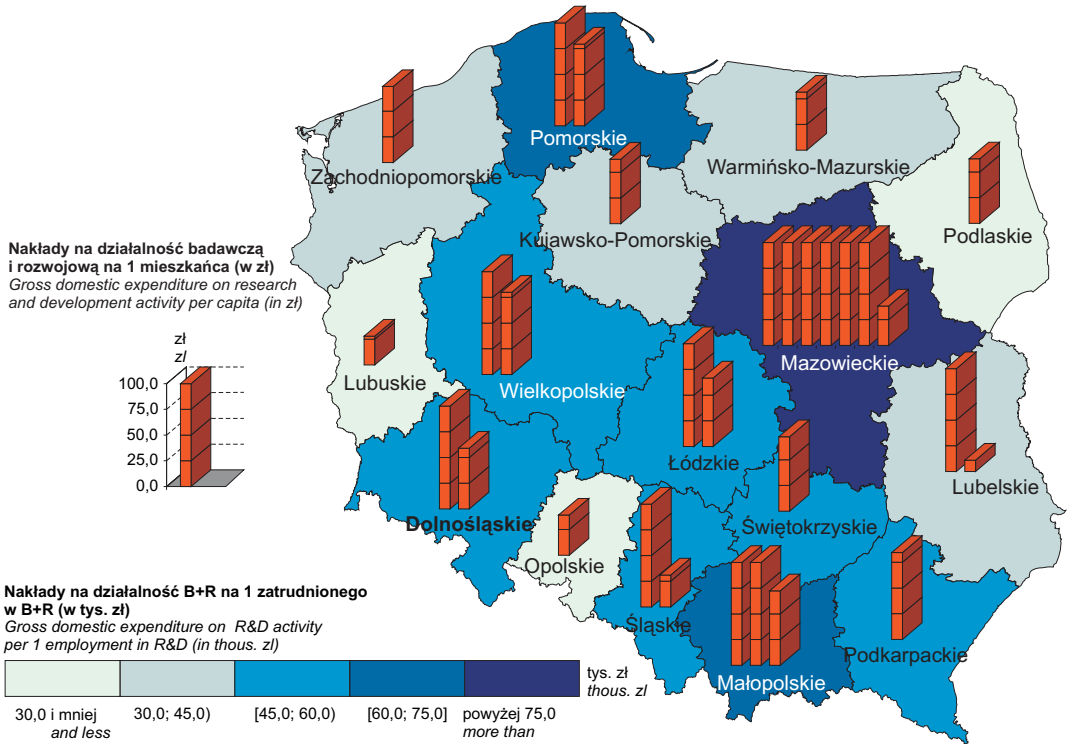 Pomorskie
Warmińsko-Mazurskie
Zachodniopomorskie
Kujawsko-Pomorskie
Podlaskie
Nakłady na działalność badawczą
i rozwojową na 1 mieszkańca (w zł)
Gross domestic expenditure on research
and development activity per capita (in zł)
zł
zl
100,0
75,0
50,0
25,0
0,0
Lubuskie
Wielkopolskie
Mazowieckie
Łódzkie
Lubelskie
Dolnośląskie
Świętokrzyskie
Opolskie
Śląskie
Podkarpackie
Małopolskie
Nakłady na działalność B+R na 1 zatrudnionego
w B+R (w tys. zł)
Gross domestic expenditure on R&D activity
per 1 employment in R&D (in thous. zl)
tys. zł
thous. zl
30,0 i mniej
and less
30,0; 45,0)
[45,0; 60,0)
[60,0; 75,0]
powyżej 75,0
more than